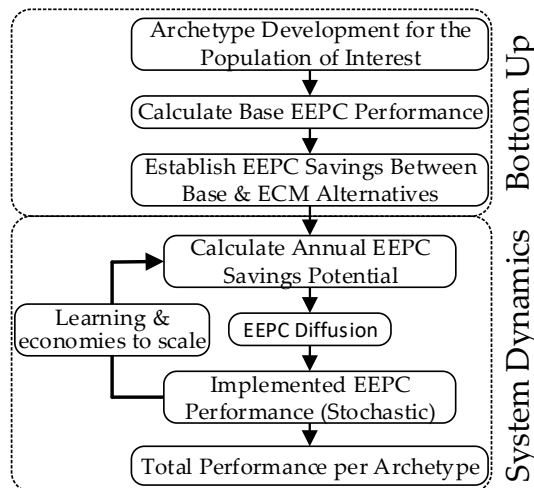 Archetype Development for the
Population of Interest
Calculate Base EEPC Performance
Establish EEPC Savings Between
Base & ECM Alternatives
Bottom Up
Calculate Annual EEPC
Savings Potential
Learning &
economies to scale
EEPC Diffusion
Implemented EEPC
Performance (Stochastic)
Total Performance per Archetype
System Dynamics